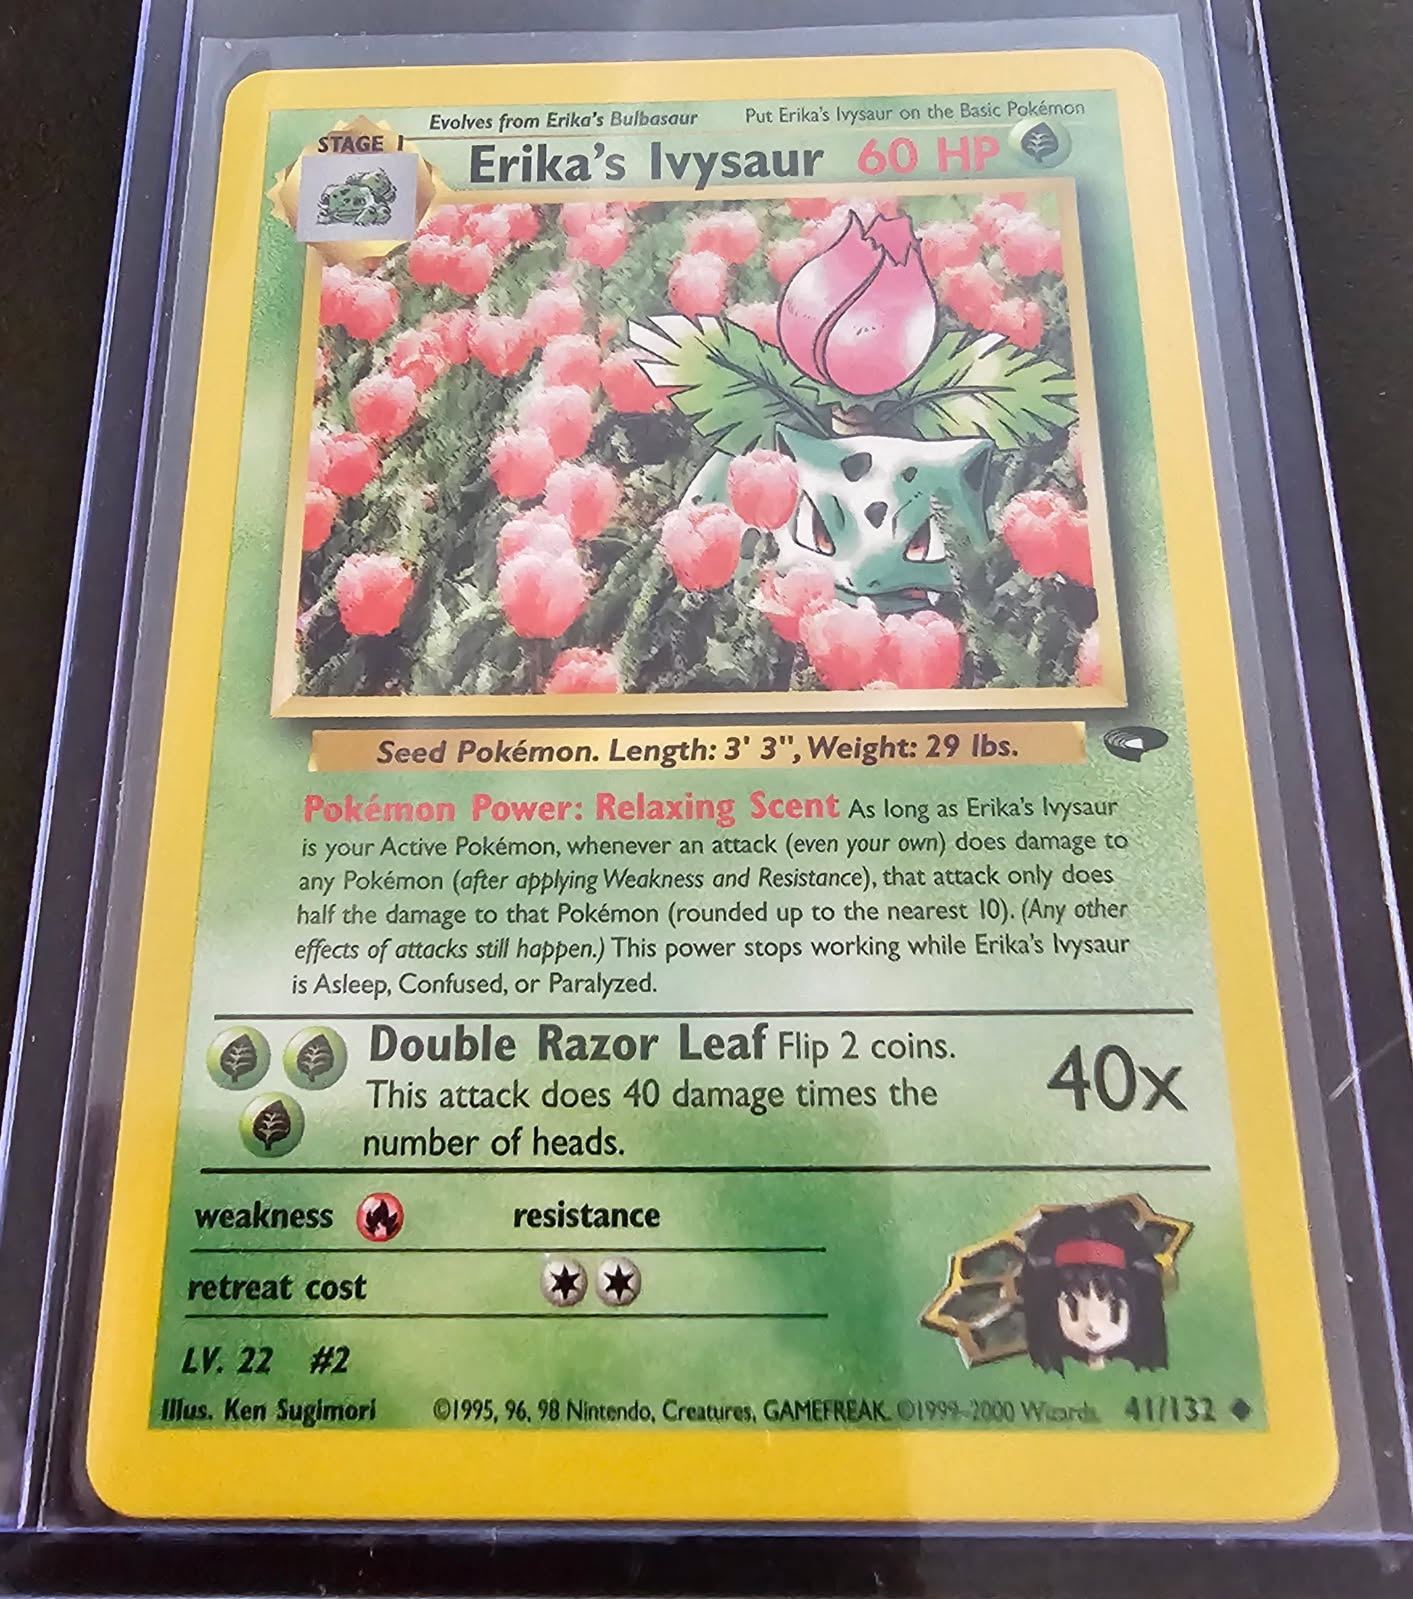 Evolves from Erika's Bulbasaur
Put Erika's Ivysaur on the Basic Pokémon
STAGE 1
Erika's Ivysaur 60 HP
Seed Pokémon. Length: 3' 3", Weight: 29 lbs.
Pokémon Power: Relaxing Scent As long as Erika's Ivysaur
is your Active Pokémon, whenever an attack (even your own) does damage to
any Pokémon (after applying Weakness and Resistance), that attack only does
half the damage to that Pokémon (rounded up to the nearest 10). (Any other
effects of attacks still happen.) This power stops working while Erika's Ivysaur
is Asleep, Confused, or Paralyzed.
Double Razor Leaf Flip 2 coins.
This attack does 40 damage times the
number of heads.
40x
weakness
resistance
retreat cost
LV. 22 #2
Illus. Ken Sugimori
©1995, 96, 98 Nintendo, Creatures, GAMEFREAK. ©1999-2000 Wizards.
41/132